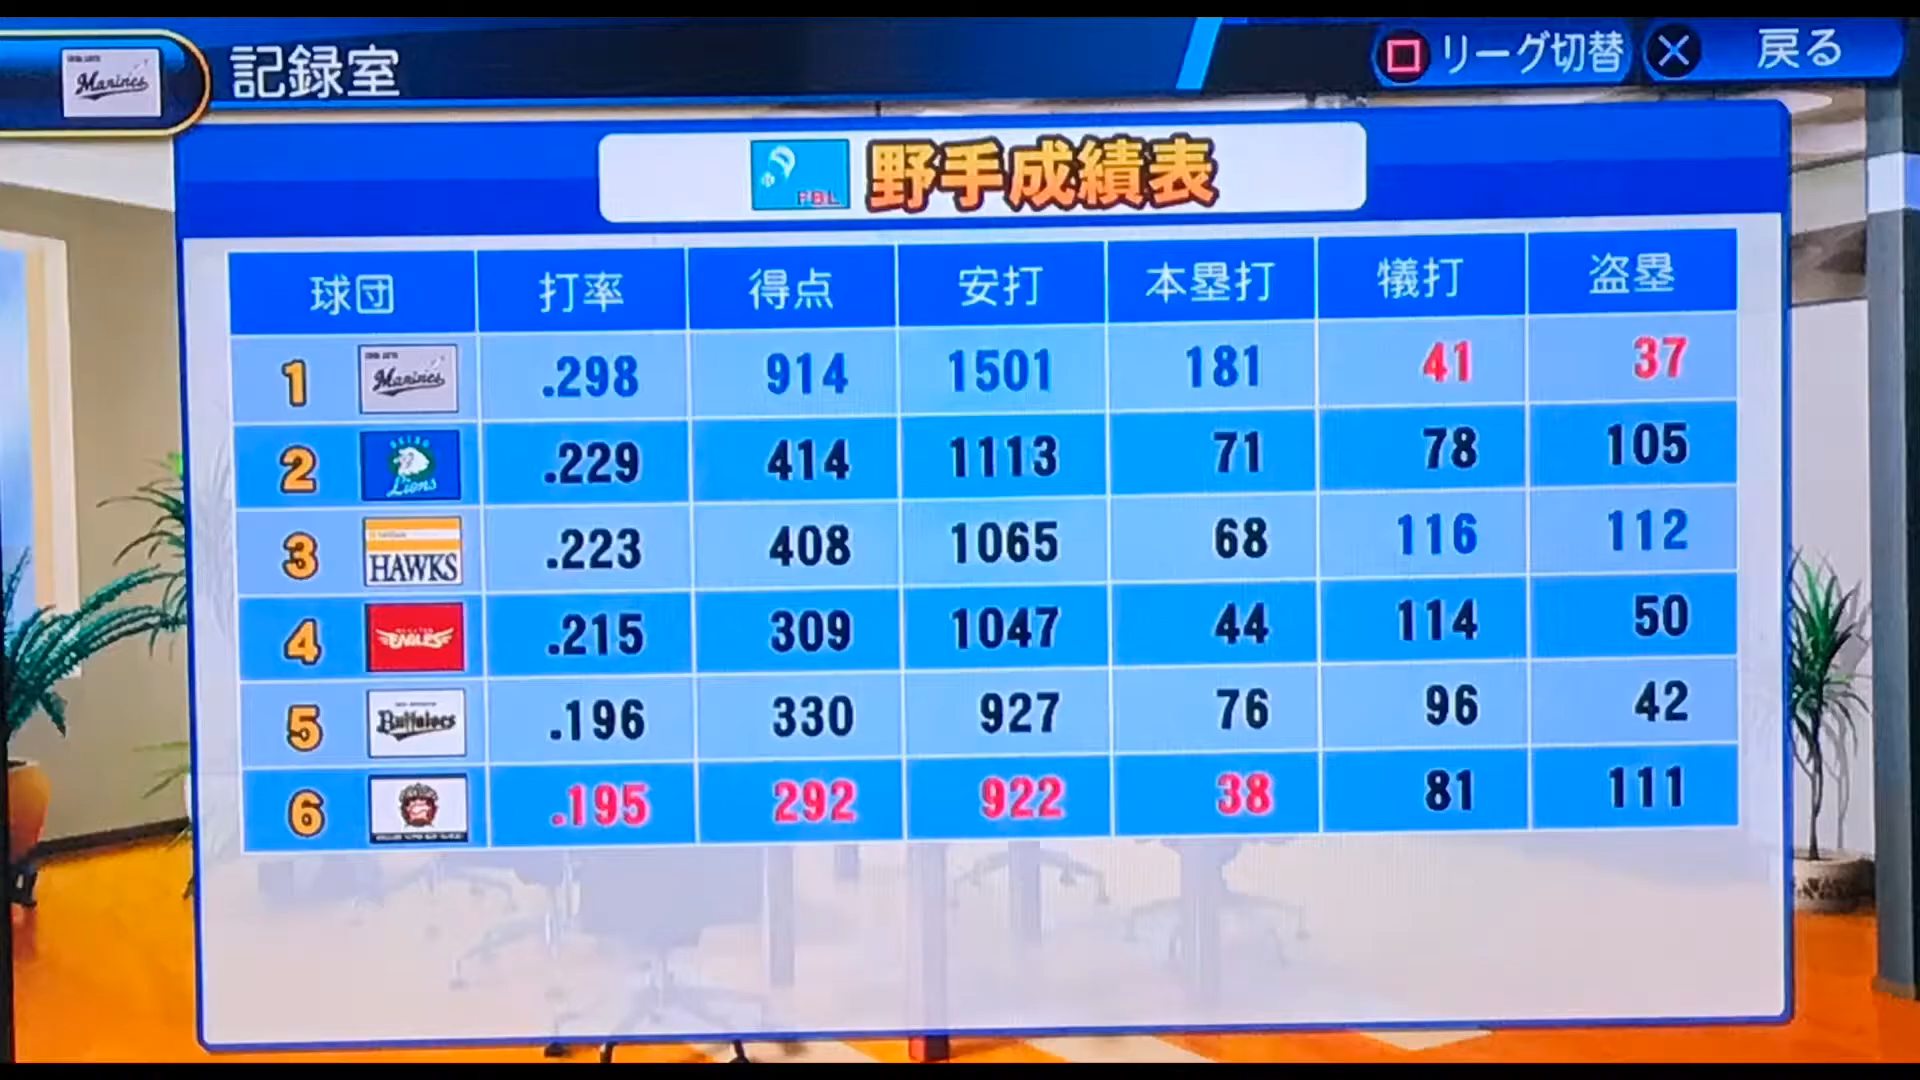 Marines 記録室 リーグ切替 戻る
PBL 野手成績表
球団 打率 得点 安打 本塁打 犠打 盗塁
1 Marines .298 914 1501 181 41 37
2 Lions .229 414 1113 71 78 105
3 HAWKS .223 408 1065 68 116 112
4 EAGLES .215 309 1047 44 114 50
5 Buffaloes .196 330 927 76 96 42
6 .195 292 922 38 81 111